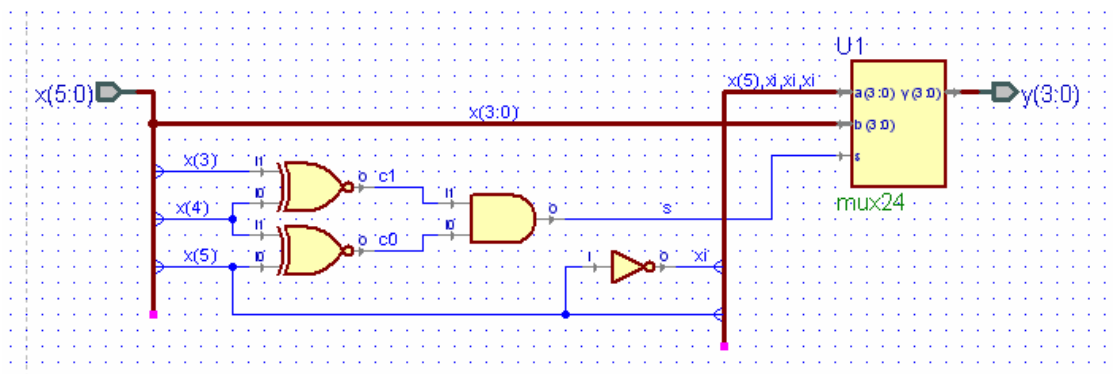 U1
x(5:0)
x(5),xi,xi,xi
a(3:0) Y(3:0)
y(3:0)
x(3:0)
b(3:0)
x(3)
I1
s
O
c1
I0
I1
x(4)
mux24
O
s
I1
I0
x(5)
I0
O
c0
I
O
xi